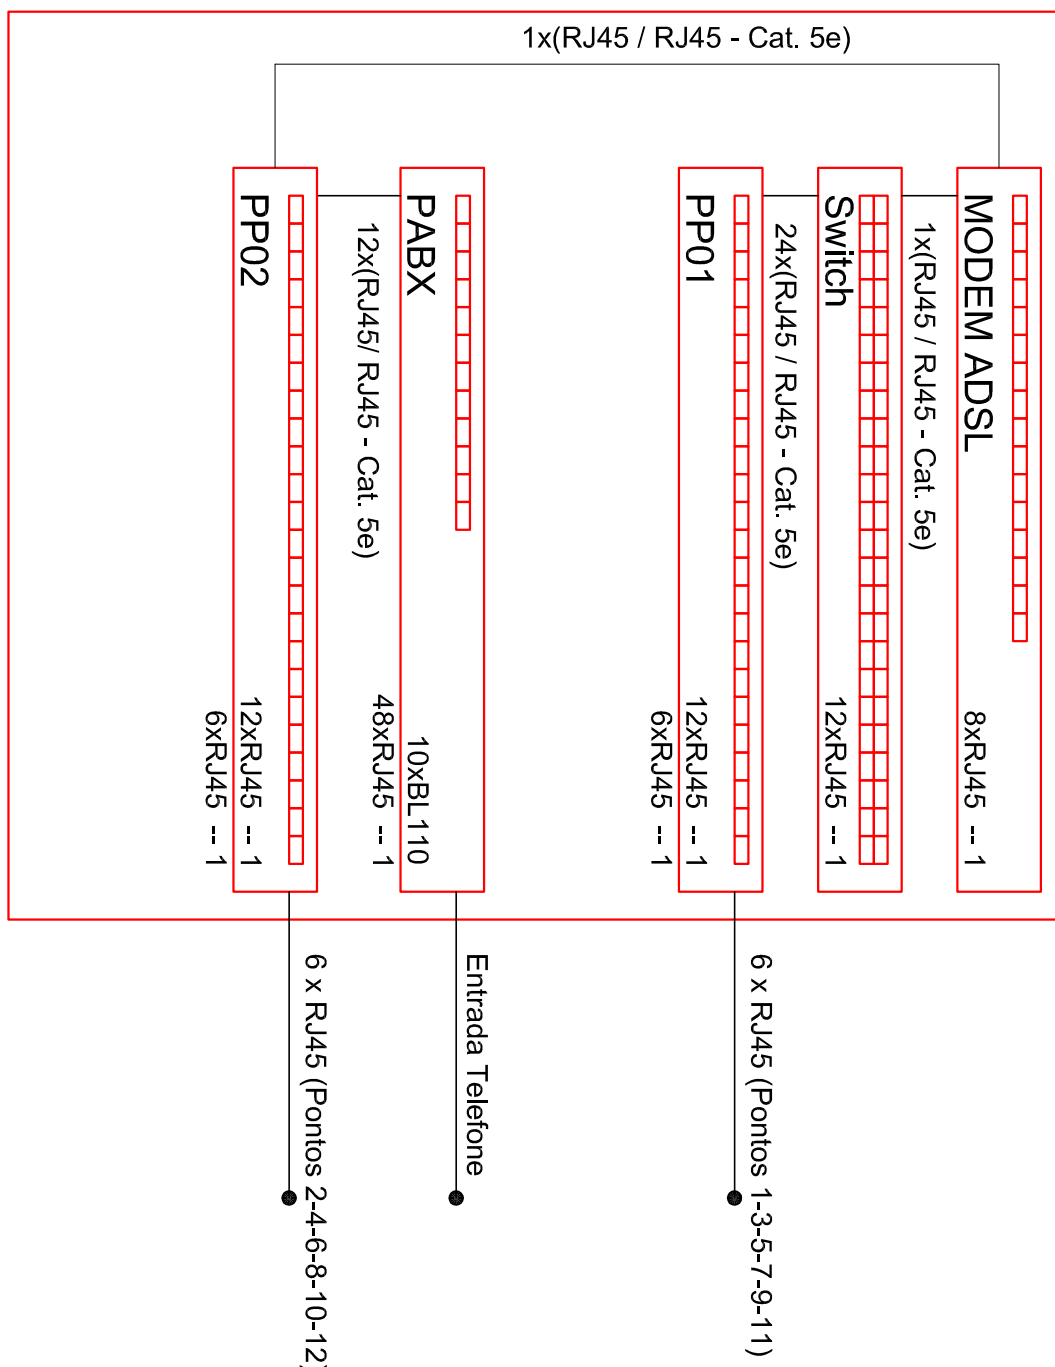 1x(RJ45 / RJ45 - Cat. 5e)
MODEM ADSL
8xRJ45 -- 1
1x(RJ45 / RJ45 - Cat. 5e)
Switch
12xRJ45 -- 1
24x(RJ45 / RJ45 - Cat. 5e)
PP01
12xRJ45 -- 1
6xRJ45 -- 1
6 x RJ45 (Pontos 1-3-5-7-9-11)
PABX
10xBL110
48xRJ45 -- 1
Entrada Telefone
12x(RJ45/ RJ45 - Cat. 5e)
PP02
12xRJ45 -- 1
6xRJ45 -- 1
6 x RJ45 (Pontos 2-4-6-8-10-12)